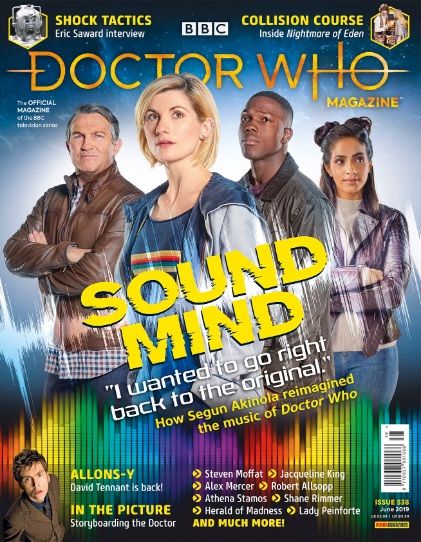 SHOCK TACTICS
Eric Saward interview
BBC
COLLISION COURSE
Inside Nightmare of Eden
DOCTOR WHO
MAGAZINE
The OFFICIAL
MAGAZINE
of the BBC
television series
SOUND
MIND
"I wanted to go right
back to the original."
How Segun Akinola reimagined
the music of Doctor Who
ALLONS-Y
David Tennant is back!
IN THE PICTURE
Storyboarding the Doctor
> Steven Moffat > Jacqueline King
> Alex Mercer > Robert Allsopp
> Athena Stamos > Shane Rimmer
> Herald of Madness > Lady Peinforte
AND MUCH MORE!
ISSUE 538
June 2019